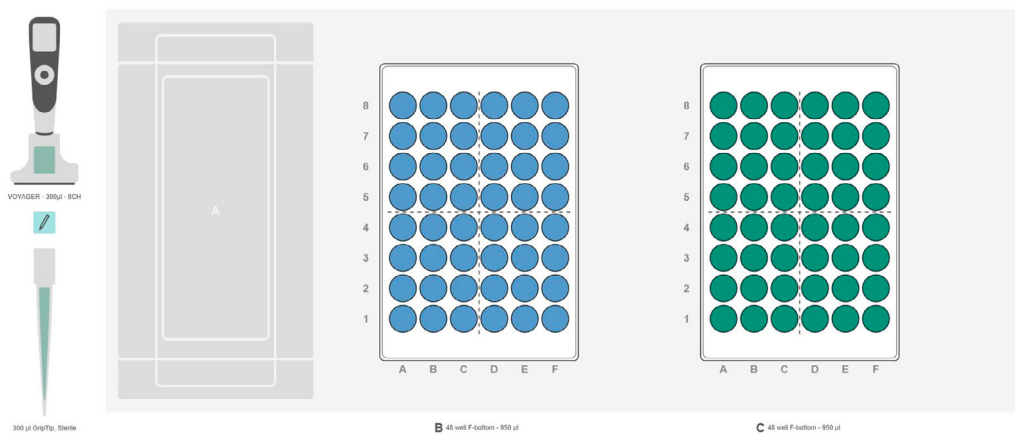 VOYAGER - 300µl - 8CH
300 µl GripTip, Sterile
A
8 8
7 7
6 6
5 5
4 4
3 3
2 2
1 1
A B C D E F A B C D E F
B 48 well F-bottom - 950 µl
C 48 well F-bottom - 950 µl